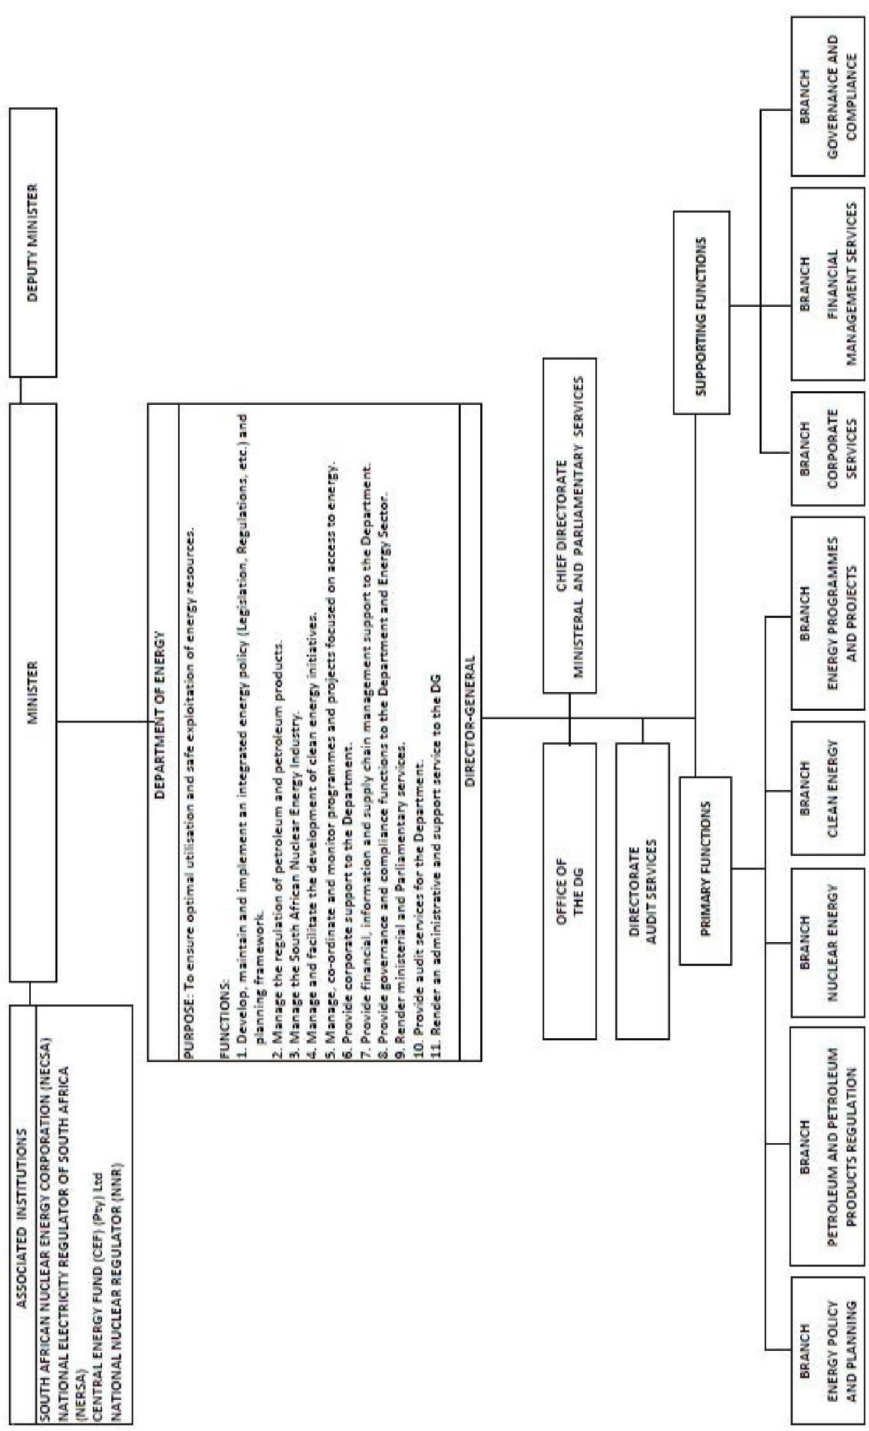 ASSOCIATED INSTITUTIONS
SOUTH AFRICAN NUCLEAR ENERGY CORPORATION (NECSA)
NATIONAL ELECTRICITY REGULATOR OF SOUTH AFRICA
(NERSA)
CENTRAL ENERGY FUND (CEF) (Pty) Ltd
NATIONAL NUCLEAR REGULATOR (NNR)
MINISTER
DEPUTY MINISTER
DEPARTMENT OF ENERGY
PURPOSE: To ensure optimal utilisation and safe exploitation of energy resources.
FUNCTIONS:
1. Develop, maintain and implement an integrated energy policy (Legislation, Regulations, etc.) and
planning framework.
2. Manage the regulation of petroleum and petroleum products.
3. Manage the South African Nuclear Energy Industry.
4. Manage and facilitate the development of clean energy initiatives.
5. Manage, co-ordinate and monitor programmes and projects focused on access to energy.
6. Provide corporate support to the Department.
7. Provide financial, information and supply chain management support to the Department.
8. Provide governance and compliance functions to the Department and Energy Sector.
9. Render ministerial and Parliamentary services.
10. Provide audit services for the Department.
11. Render an administrative and support service to the DG
DIRECTOR-GENERAL
OFFICE OF
THE DG
CHIEF DIRECTORATE
MINISTERAL AND PARLIAMENTARY SERVICES
DIRECTORATE
AUDIT SERVICES
PRIMARY FUNCTIONS
SUPPORTING FUNCTIONS
BRANCH
ENERGY POLICY
AND PLANNING
BRANCH
PETROLEUM AND PETROLEUM
PRODUCTS REGULATION
BRANCH
NUCLEAR ENERGY
BRANCH
CLEAN ENERGY
BRANCH
ENERGY PROGRAMMES
AND PROJECTS
BRANCH
CORPORATE
SERVICES
BRANCH
FINANCIAL
MANAGEMENT SERVICES
BRANCH
GOVERNANCE AND
COMPLIANCE